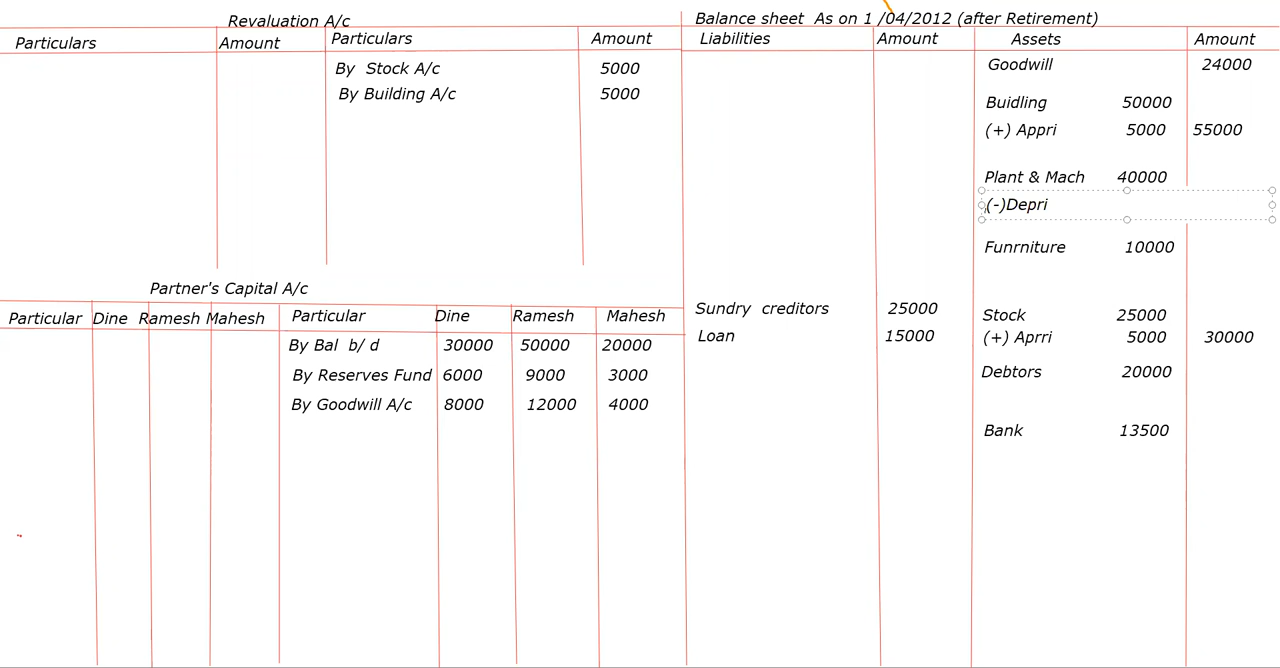 Revaluation A/c
Particulars Amount Particulars Amount
By Stock A/c 5000
By Building A/c 5000
Partner's Capital A/c
Particular Dine Ramesh Mahesh Particular Dine Ramesh Mahesh
By Bal b/ d 30000 50000 20000
By Reserves Fund 6000 9000 3000
By Goodwill A/c 8000 12000 4000
Balance sheet As on 1 /04/2012 (after Retirement)
Liabilities Amount Assets Amount
Goodwill 24000
Buidling 50000
(+) Appri 5000 55000
Plant & Mach 40000
(-)Depri
Funrniture 10000
Sundry creditors 25000 Stock 25000
Loan 15000 (+) Aprri 5000 30000
Debtors 20000
Bank 13500